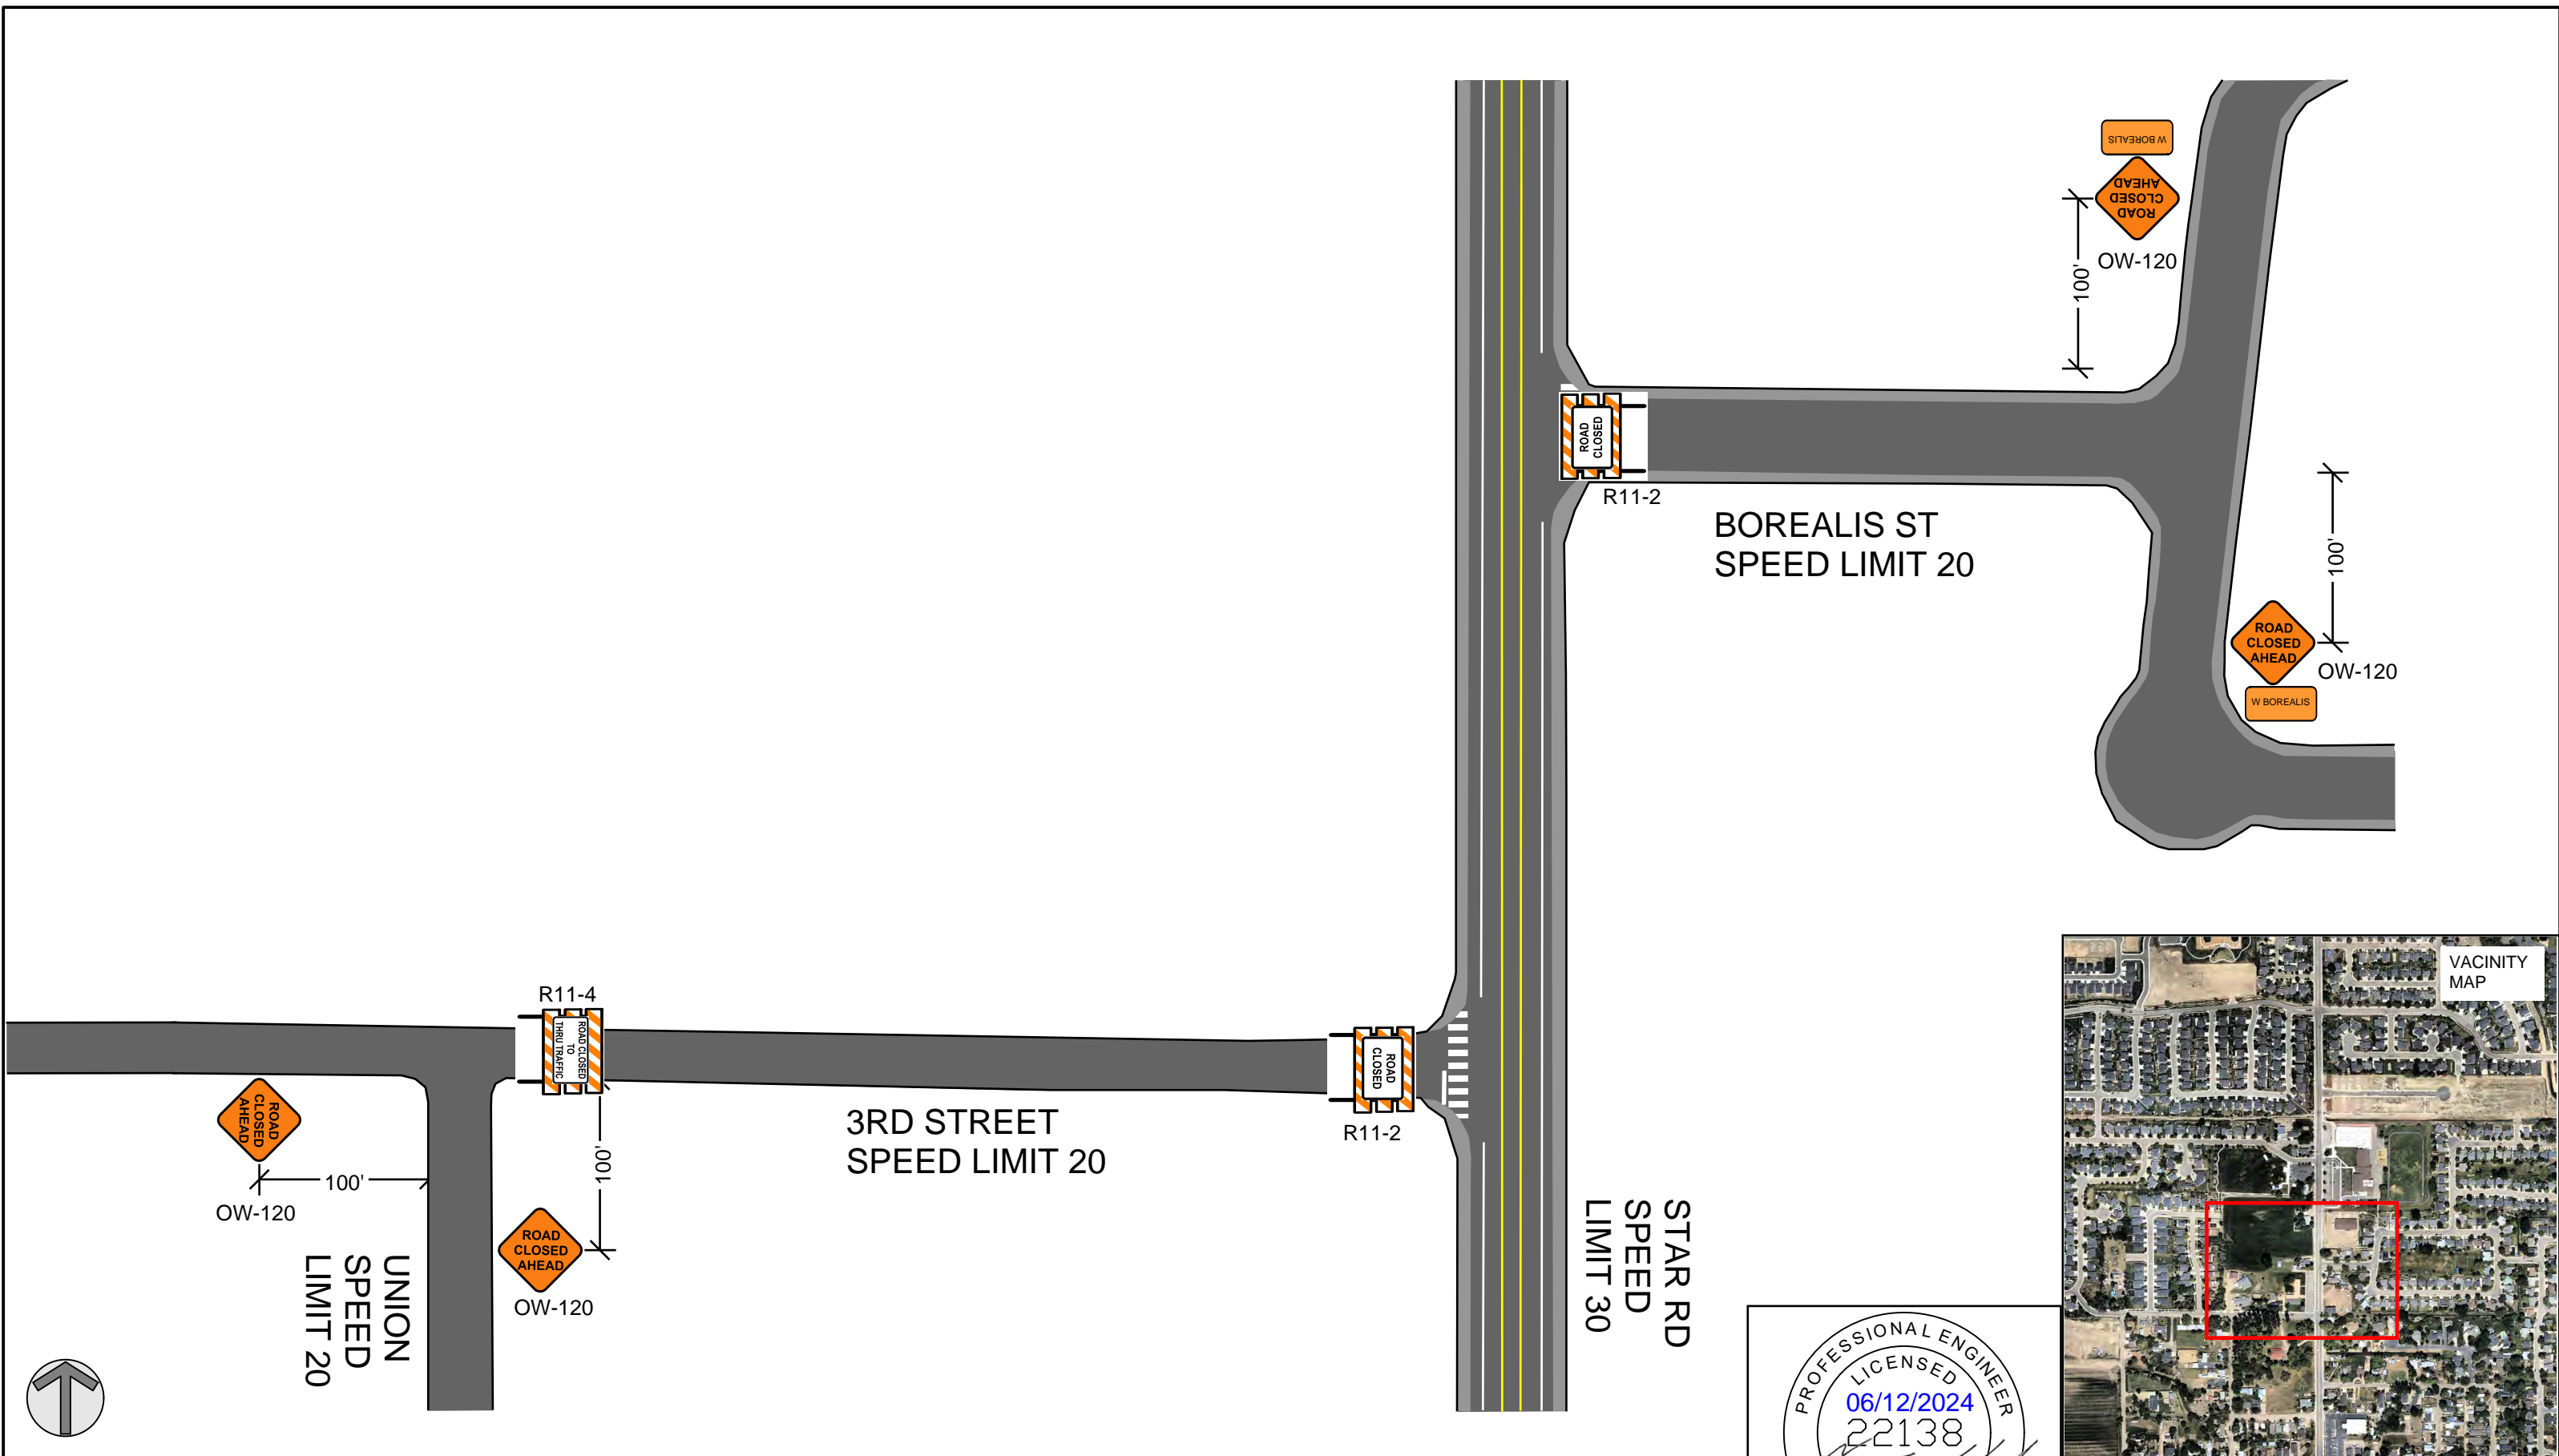 W BOREALIS
ROAD
CLOSED
AHEAD
OW-120
100'
ROAD
CLOSED
R11-2
BOREALIS ST
SPEED LIMIT 20
100'
ROAD
CLOSED
AHEAD
OW-120
W BOREALIS
VACINITY
MAP
R11-4
ROAD CLOSED
TO
THRU TRAFFIC
ROAD
CLOSED
R11-2
3RD STREET
SPEED LIMIT 20
ROAD
CLOSED
AHEAD
100'
OW-120
100'
ROAD
CLOSED
AHEAD
OW-120
UNION
SPEED
LIMIT 20
STAR RD
SPEED
LIMIT 30
PROFESSIONAL ENGINEER
LICENSED
06/12/2024
22138